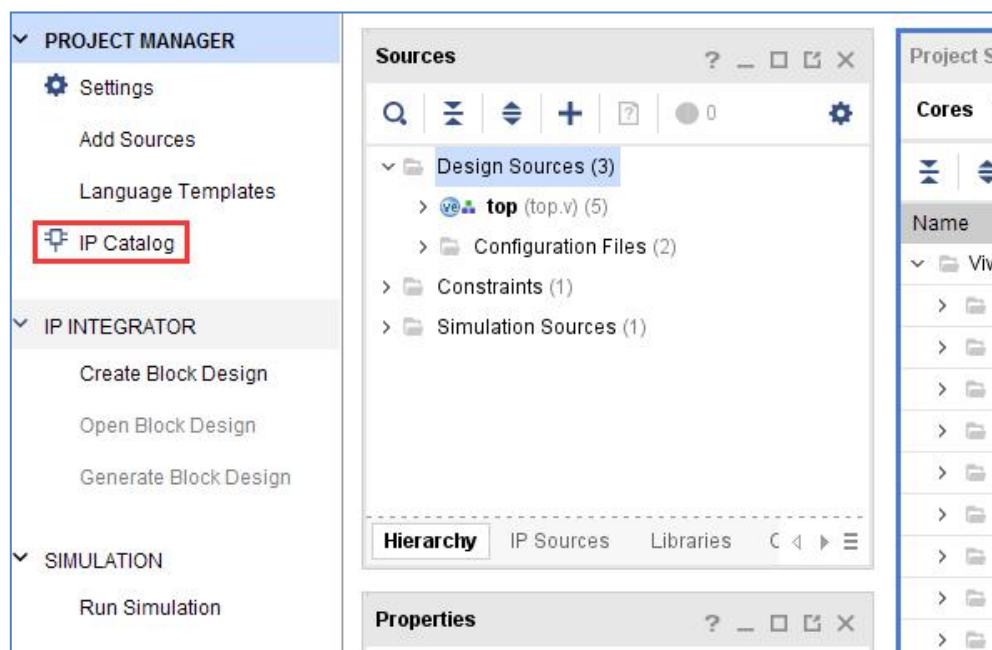 PROJECT MANAGER
Settings
Add Sources
Language Templates
IP Catalog
IP INTEGRATOR
Create Block Design
Open Block Design
Generate Block Design
SIMULATION
Run Simulation
Sources
? 
0
Design Sources (3)
top (top.v) (5)
Configuration Files (2)
Constraints (1)
Simulation Sources (1)
Hierarchy IP Sources Libraries
Properties
?
Project S
Cores
Name